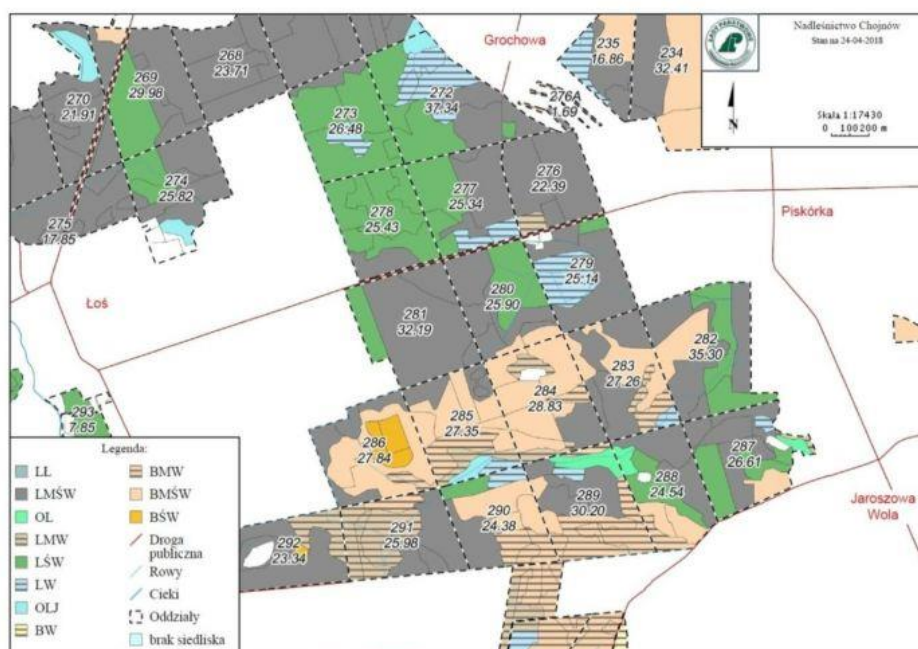 Nadleśnictwo Chojnów
Stan na 24-04-2018
Skala 1:17430
0 100200 m
N
Grochowa
Piskórka
Łoś
Jaroszowa
Wola
268
23.71
235
16.86
234
32.41
269
29.98
270
21.91
272
37.34
276A
1.69
273
26.48
274
25.82
276
22.39
277
25.34
278
25.43
275
17.85
279
25.14
280
25.90
281
32.19
282
35.30
283
27.26
284
28.83
285
27.35
286
27.84
287
26.61
288
24.54
289
30.20
290
24.38
291
25.98
292
23.34
293
7.85
Legenda:
LŁ
LMŚW
OL
LMW
LŚW
LW
OLJ
BW
BMW
BMŚW
BŚW
Droga
publiczna
Rowy
Cieki
Oddziały
brak siedliska